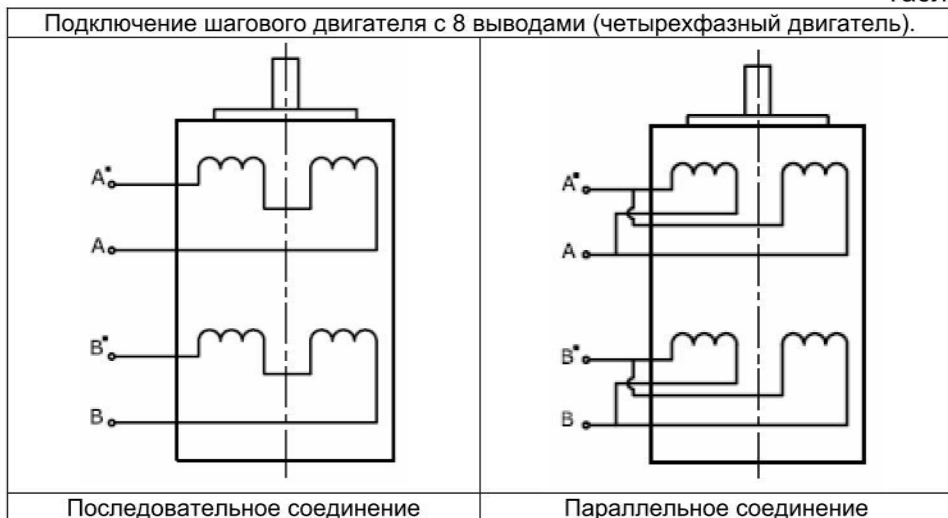 Подключение шагового двигателя с 8 выводами (четырехфазный двигатель).
A*
A
B*
B
A*
A
B*
B
Последовательное соединение
Параллельное соединение